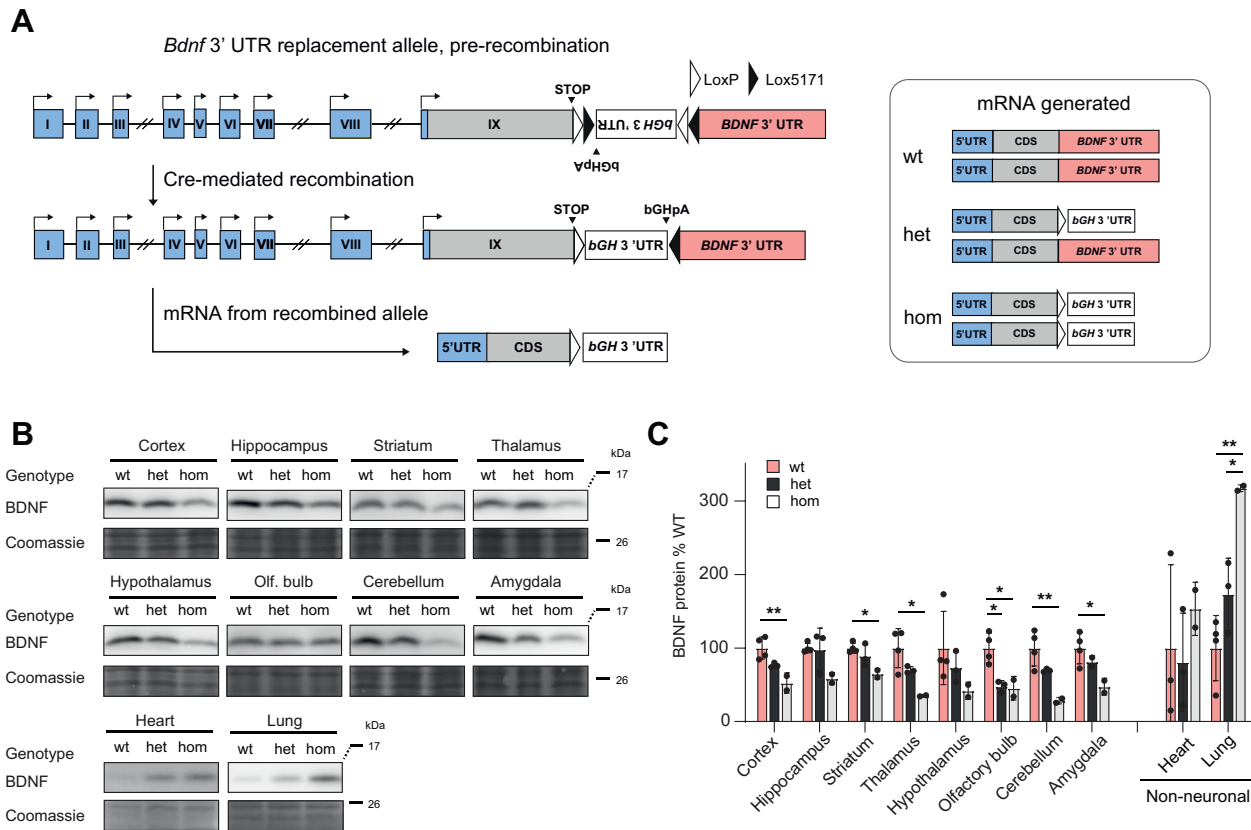 A
Bdnf 3' UTR replacement allele, pre-recombination
LoxP Lox5171
STOP
I II III IV V VI VII VIII IX bGH 3 'UTR BDNF 3' UTR
bGHpA
Cre-mediated recombination
STOP bGHpA
I II III IV V VI VII VIII IX bGH 3 'UTR BDNF 3' UTR
mRNA from recombined allele
5'UTR CDS bGH 3 'UTR
mRNA generated
wt
5'UTR CDS BDNF 3' UTR
5'UTR CDS BDNF 3' UTR
het
5'UTR CDS bGH 3 'UTR
5'UTR CDS BDNF 3' UTR
hom
5'UTR CDS bGH 3 'UTR
5'UTR CDS bGH 3 'UTR
B
Cortex Hippocampus Striatum Thalamus kDa
Genotype wt het hom wt het hom wt het hom wt het hom 17
BDNF
Coomassie 26
Hypothalamus Olf. bulb Cerebellum Amygdala kDa
Genotype wt het hom wt het hom wt het hom wt het hom 17
BDNF
Coomassie 26
Heart Lung kDa
Genotype wt het hom wt het hom 17
BDNF
Coomassie 26
C
BDNF protein % WT
wt
het
hom
300
200
100
0
** * * * * ** * ** *
Cortex
Hippocampus
Striatum
Thalamus
Hypothalamus
Olfactory bulb
Cerebellum
Amygdala
Heart
Lung
Non-neuronal